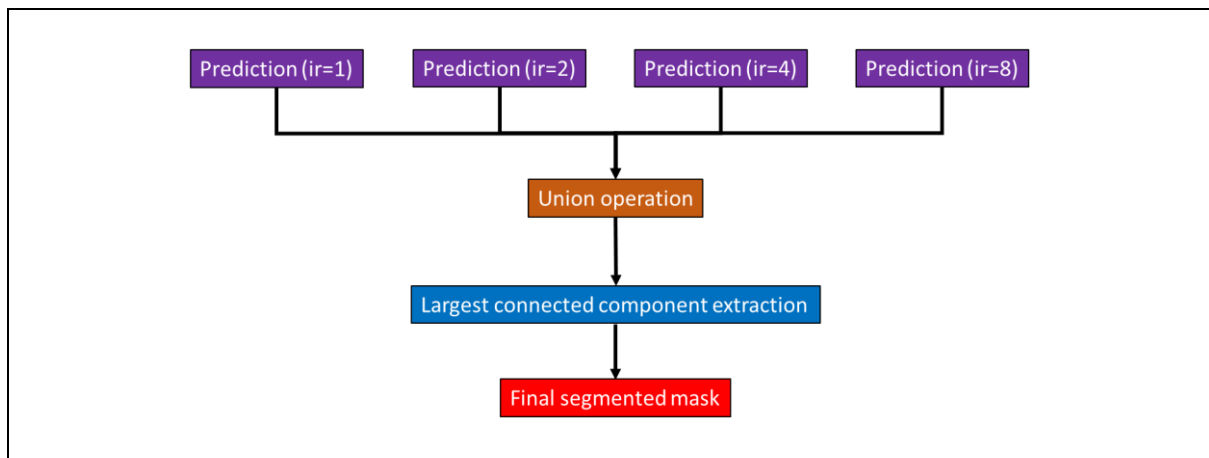 Prediction (ir=1)
Prediction (ir=2)
Prediction (ir=4)
Prediction (ir=8)
Union operation
Largest connected component extraction
Final segmented mask